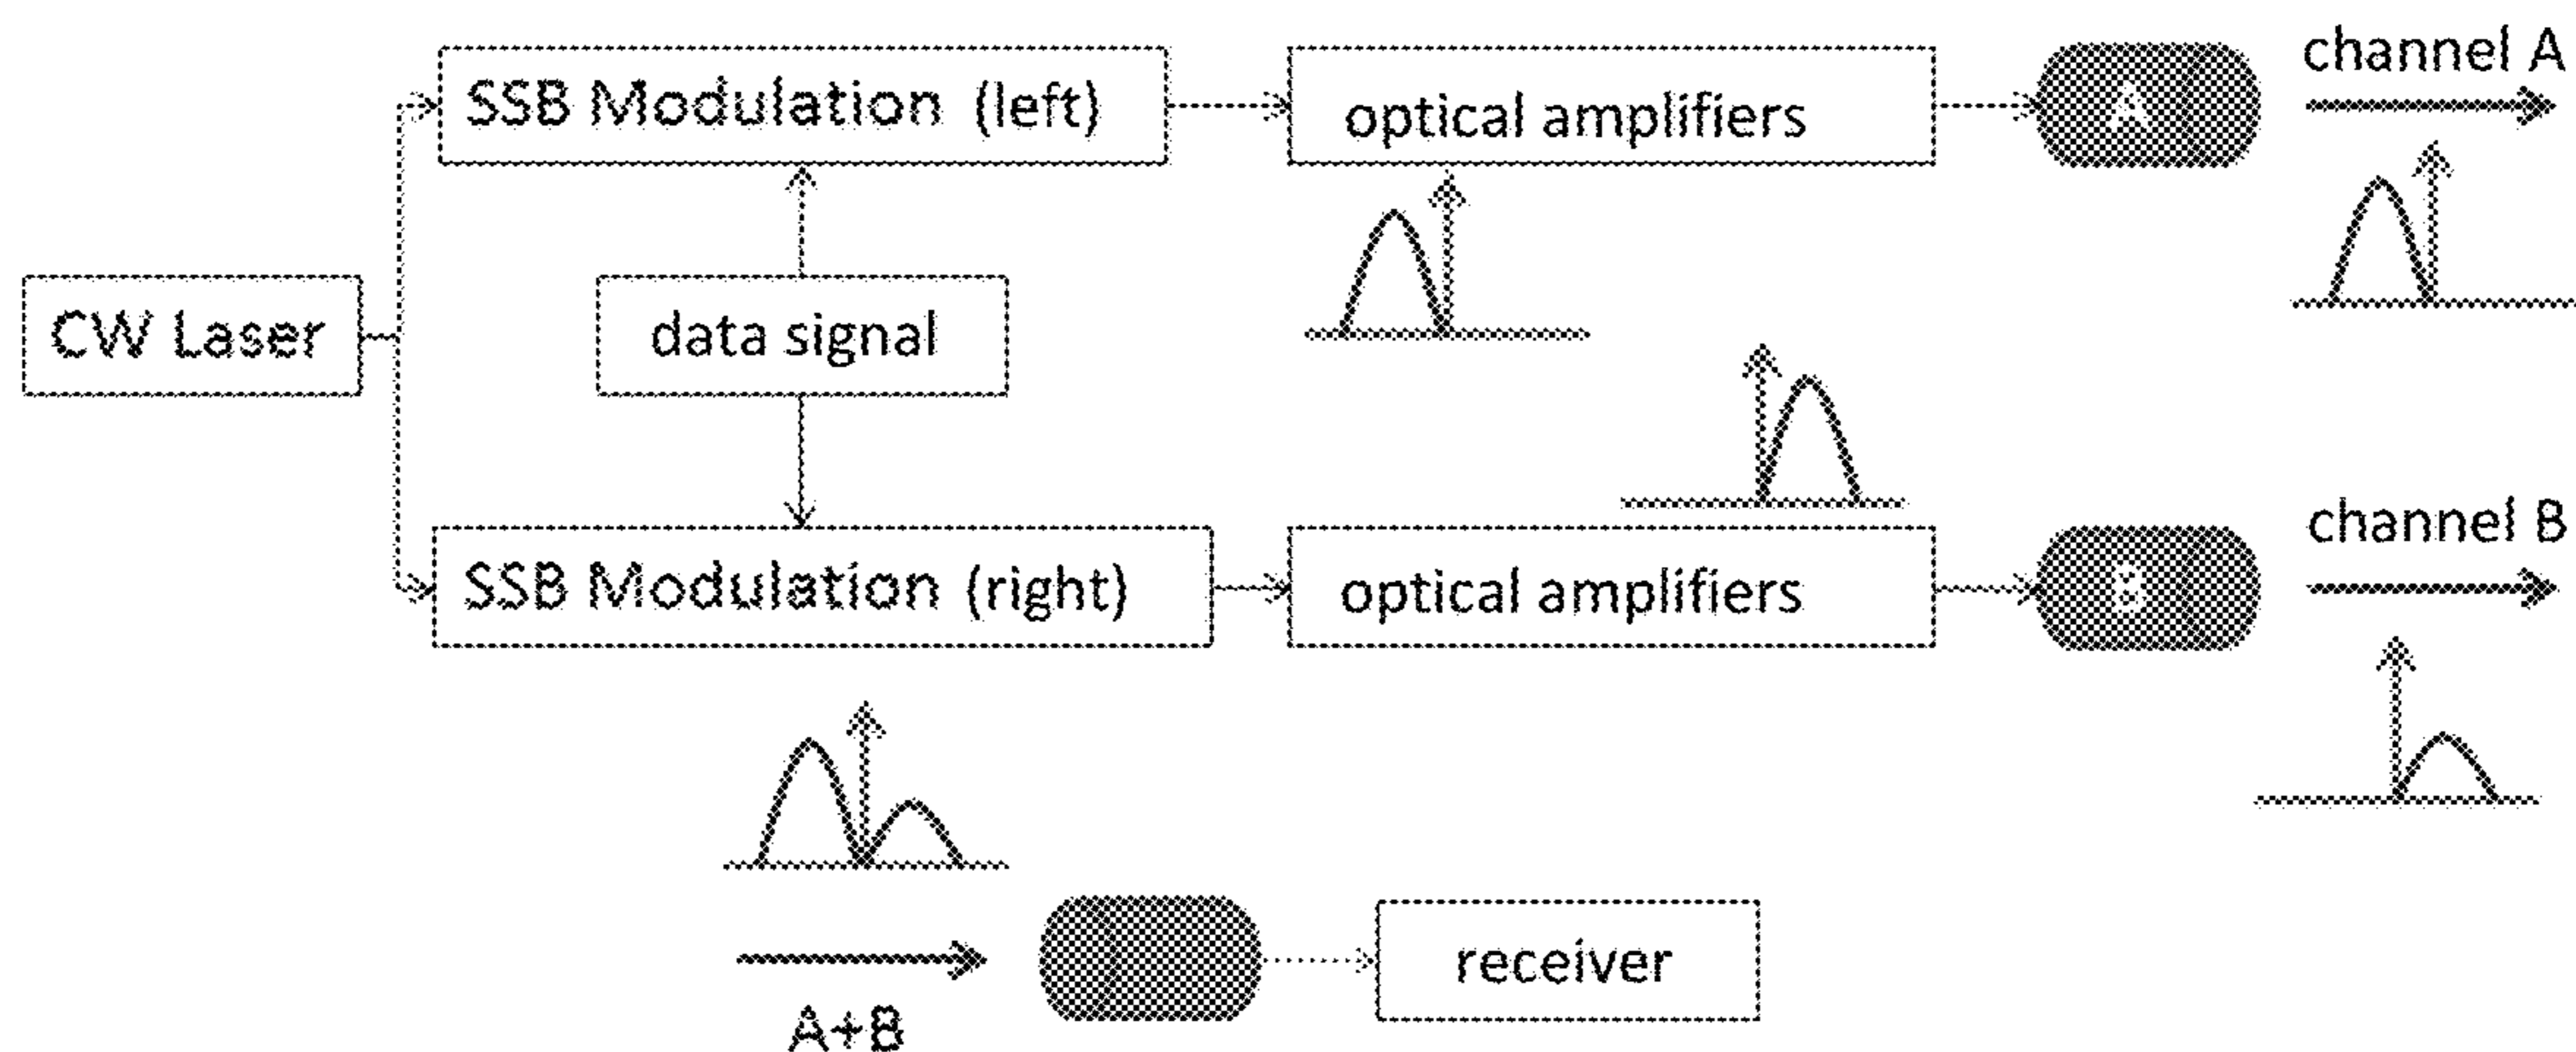 SSB Modulation (left)
optical amplifiers
A
channel A
CW Laser
data signal
SSB Modulation (right)
optical amplifiers
B
channel B
A+B
receiver